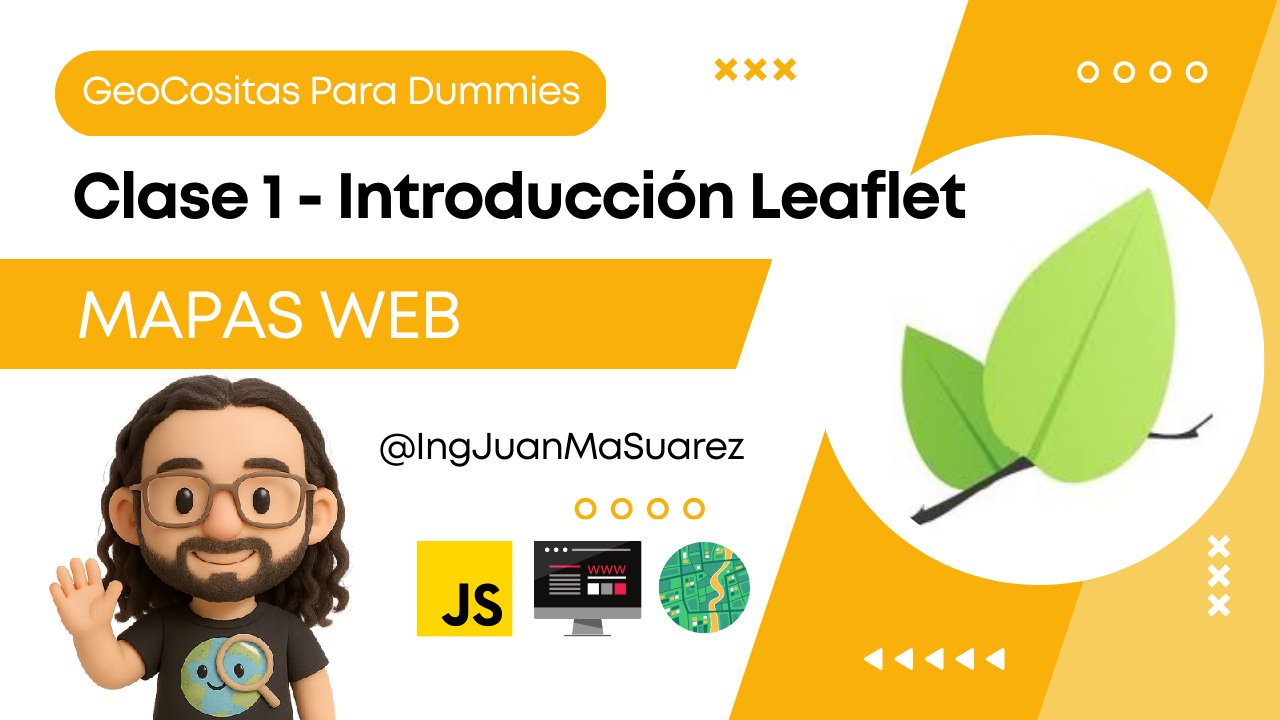 GeoCositas Para Dummies
Clase 1 - Introducción Leaflet
MAPAS WEB
@IngJuanMaSuarez
JS
WWW